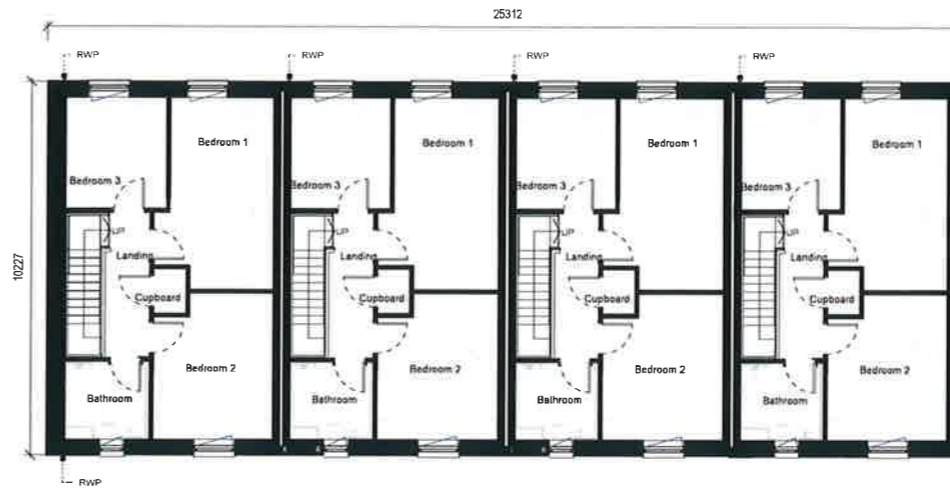 25312
RWP RWP RWP RWP
Bedroom 1 Bedroom 1 Bedroom 1 Bedroom 1
Bedroom 3 Bedroom 3 Bedroom 3 Bedroom 3
UP UP UP UP
Landing Landing Landing Landing
10227
Cupboard Cupboard Cupboard Cupboard
Bedroom 2 Bedroom 2 Bedroom 2 Bedroom 2
Bathroom Bathroom Bathroom Bathroom
RWP